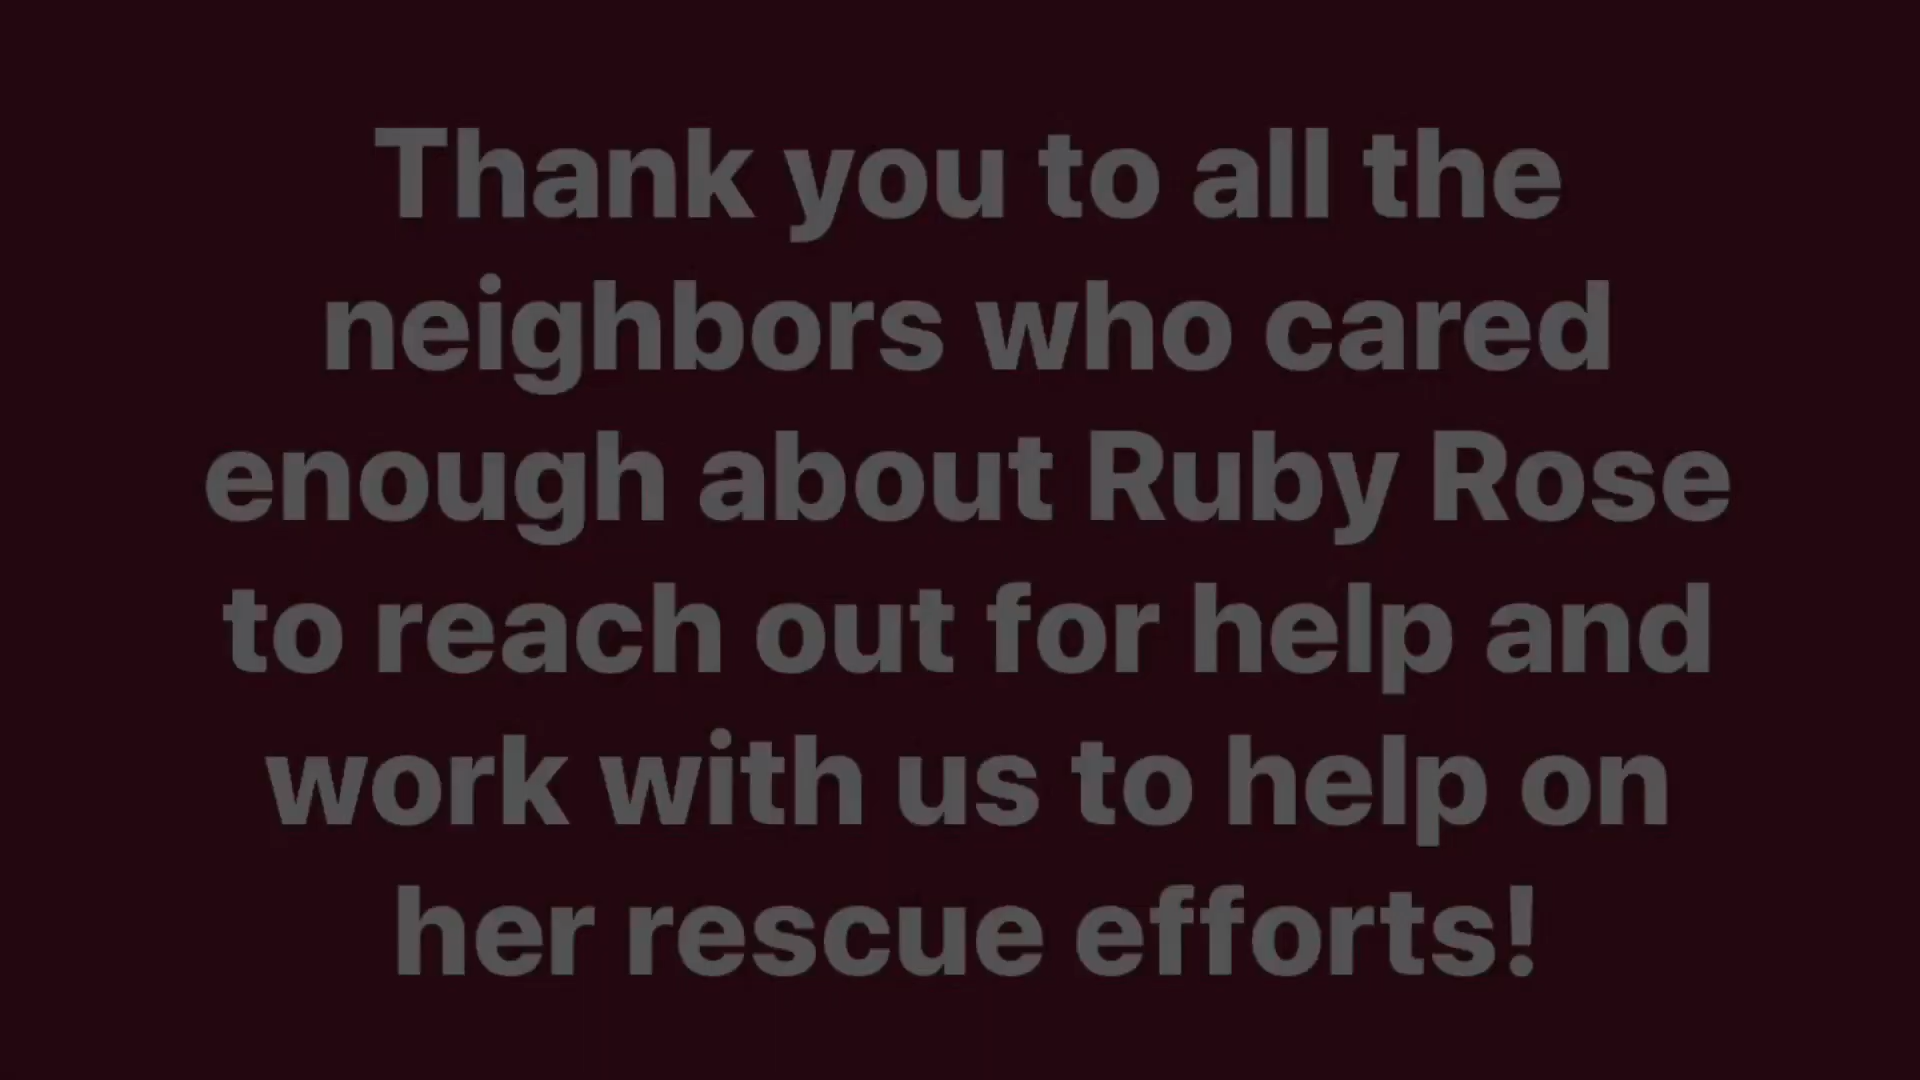 Thank you to all the
neighbors who cared
enough about Ruby Rose
to reach out for help and
work with us to help on
her rescue efforts!